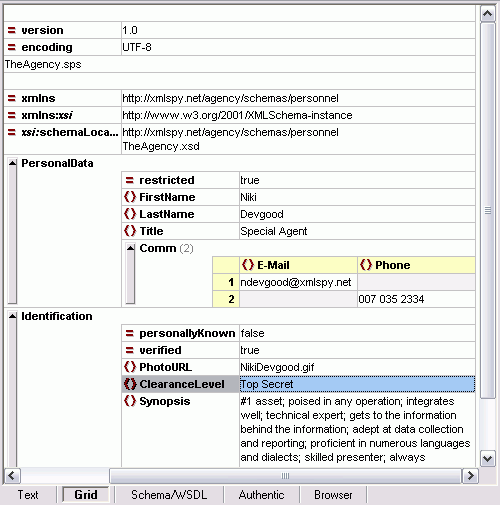 = version 1.0
= encoding UTF-8
TheAgency.sps
= xmlns http://xmlspy.net/agency/schemas/personnel
= xmlns:xsi http://www.w3.org/2001/XMLSchema-instance
= xsi:schemaLoca... http://xmlspy.net/agency/schemas/personnel
TheAgency.xsd
PersonalData
= restricted true
() FirstName Niki
() LastName Devgood
() Title Special Agent
Comm (2)
() E-Mail () Phone
1 ndevgood@xmlspy.net
2 007 035 2334
Identification
= personallyKnown false
= verified true
() PhotoURL NikiDevgood.gif
() ClearanceLevel Top Secret
() Synopsis #1 asset; poised in any operation; integrates
well; technical expert; gets to the information
behind the information; adept at data collection
and reporting; proficient in numerous languages
and dialects; skilled presenter; always
Text Grid Schema/WSDL Authentic Browser